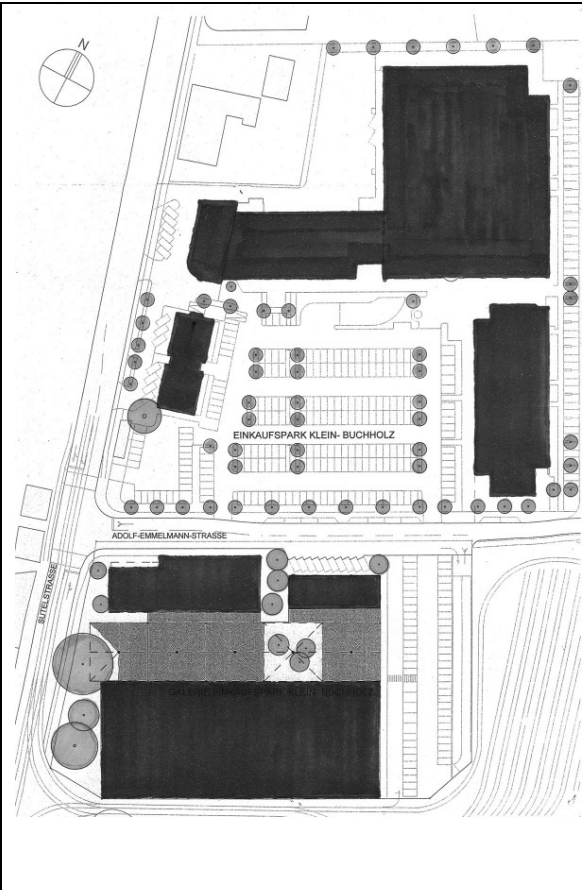 N
EINKAUFSPARK KLEIN- BUCHHOLZ
ADOLF-EMMELMANN-STRASSE
SUTELSTRASSE
GALERIE EINKAUFSPARK KLEIN- BUCHHOLZ